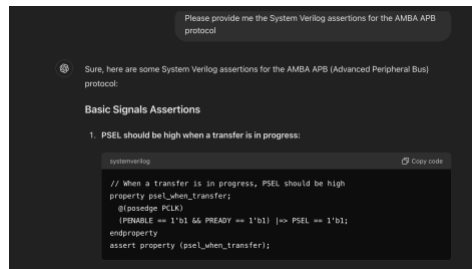 Please provide me the System Verilog assertions for the AMBA APB
protocol
Sure, here are some System Verilog assertions for the AMBA APB (Advanced Peripheral Bus)
protocol:
Basic Signals Assertions
1. PSEL should be high when a transfer is in progress:
systemverilog
Copy code
// When a transfer is in progress, PSEL should be high
property psel_when_transfer;
@(posedge PCLK)
(PENABLE == 1'b1 && PREADY == 1'b1) |=> PSEL == 1'b1;
endproperty
assert property (psel_when_transfer);